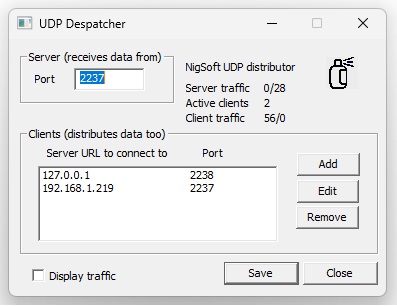 UDP Despatcher
Server (receives data from)
Port 2237
NigSoft UDP distributor
Server traffic 0/28
Active clients 2
Client traffic 56/0
Clients (distributes data too)
Server URL to connect to Port
127.0.0.1 2238
192.168.1.219 2237
Add
Edit
Remove
Display traffic
Save
Close